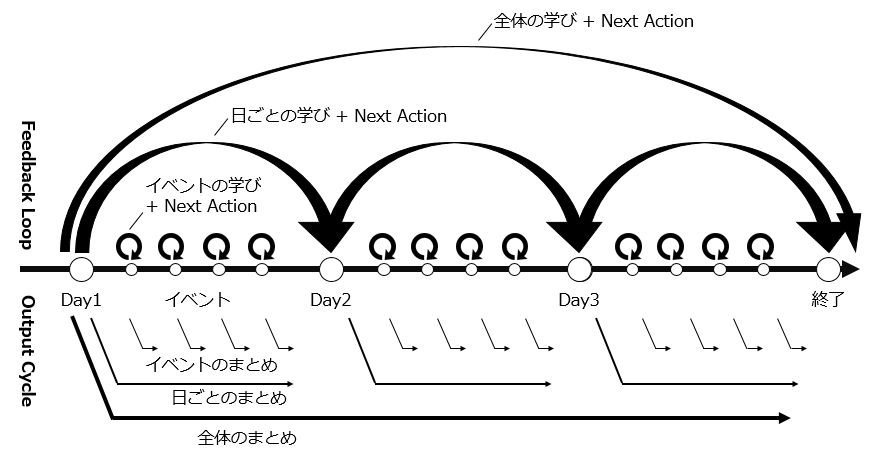 全体の学び + Next Action
日ごとの学び + Next Action
イベントの学び
+ Next Action
Feedback Loop
Day1
イベント
Day2
Day3
終了
Output Cycle
イベントのまとめ
日ごとのまとめ
全体のまとめ